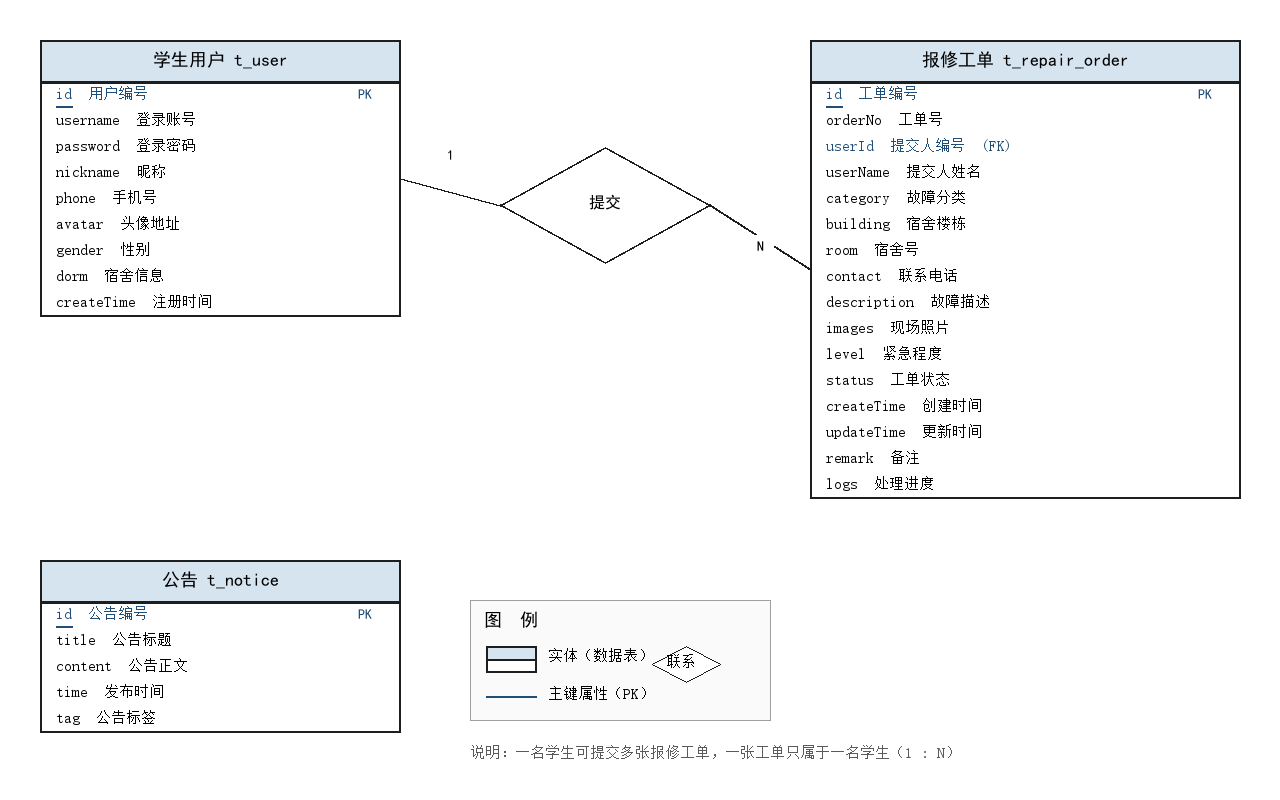 学生用户 t_user
id 用户编号 PK
username 登录账号
password 登录密码
nickname 昵称
phone 手机号
avatar 头像地址
gender 性别
dorm 宿舍信息
createTime 注册时间
1
提交
N
报修工单 t_repair_order
id 工单编号 PK
orderNo 工单号
userId 提交人编号 (FK)
userName 提交人姓名
category 故障分类
building 宿舍楼栋
room 宿舍号
contact 联系电话
description 故障描述
images 现场照片
level 紧急程度
status 工单状态
createTime 创建时间
updateTime 更新时间
remark 备注
logs 处理进度
公告 t_notice
id 公告编号 PK
title 公告标题
content 公告正文
time 发布时间
tag 公告标签
图 例
实体（数据表） 联系
主键属性（PK）
说明：一名学生可提交多张报修工单，一张工单只属于一名学生（1 : N）